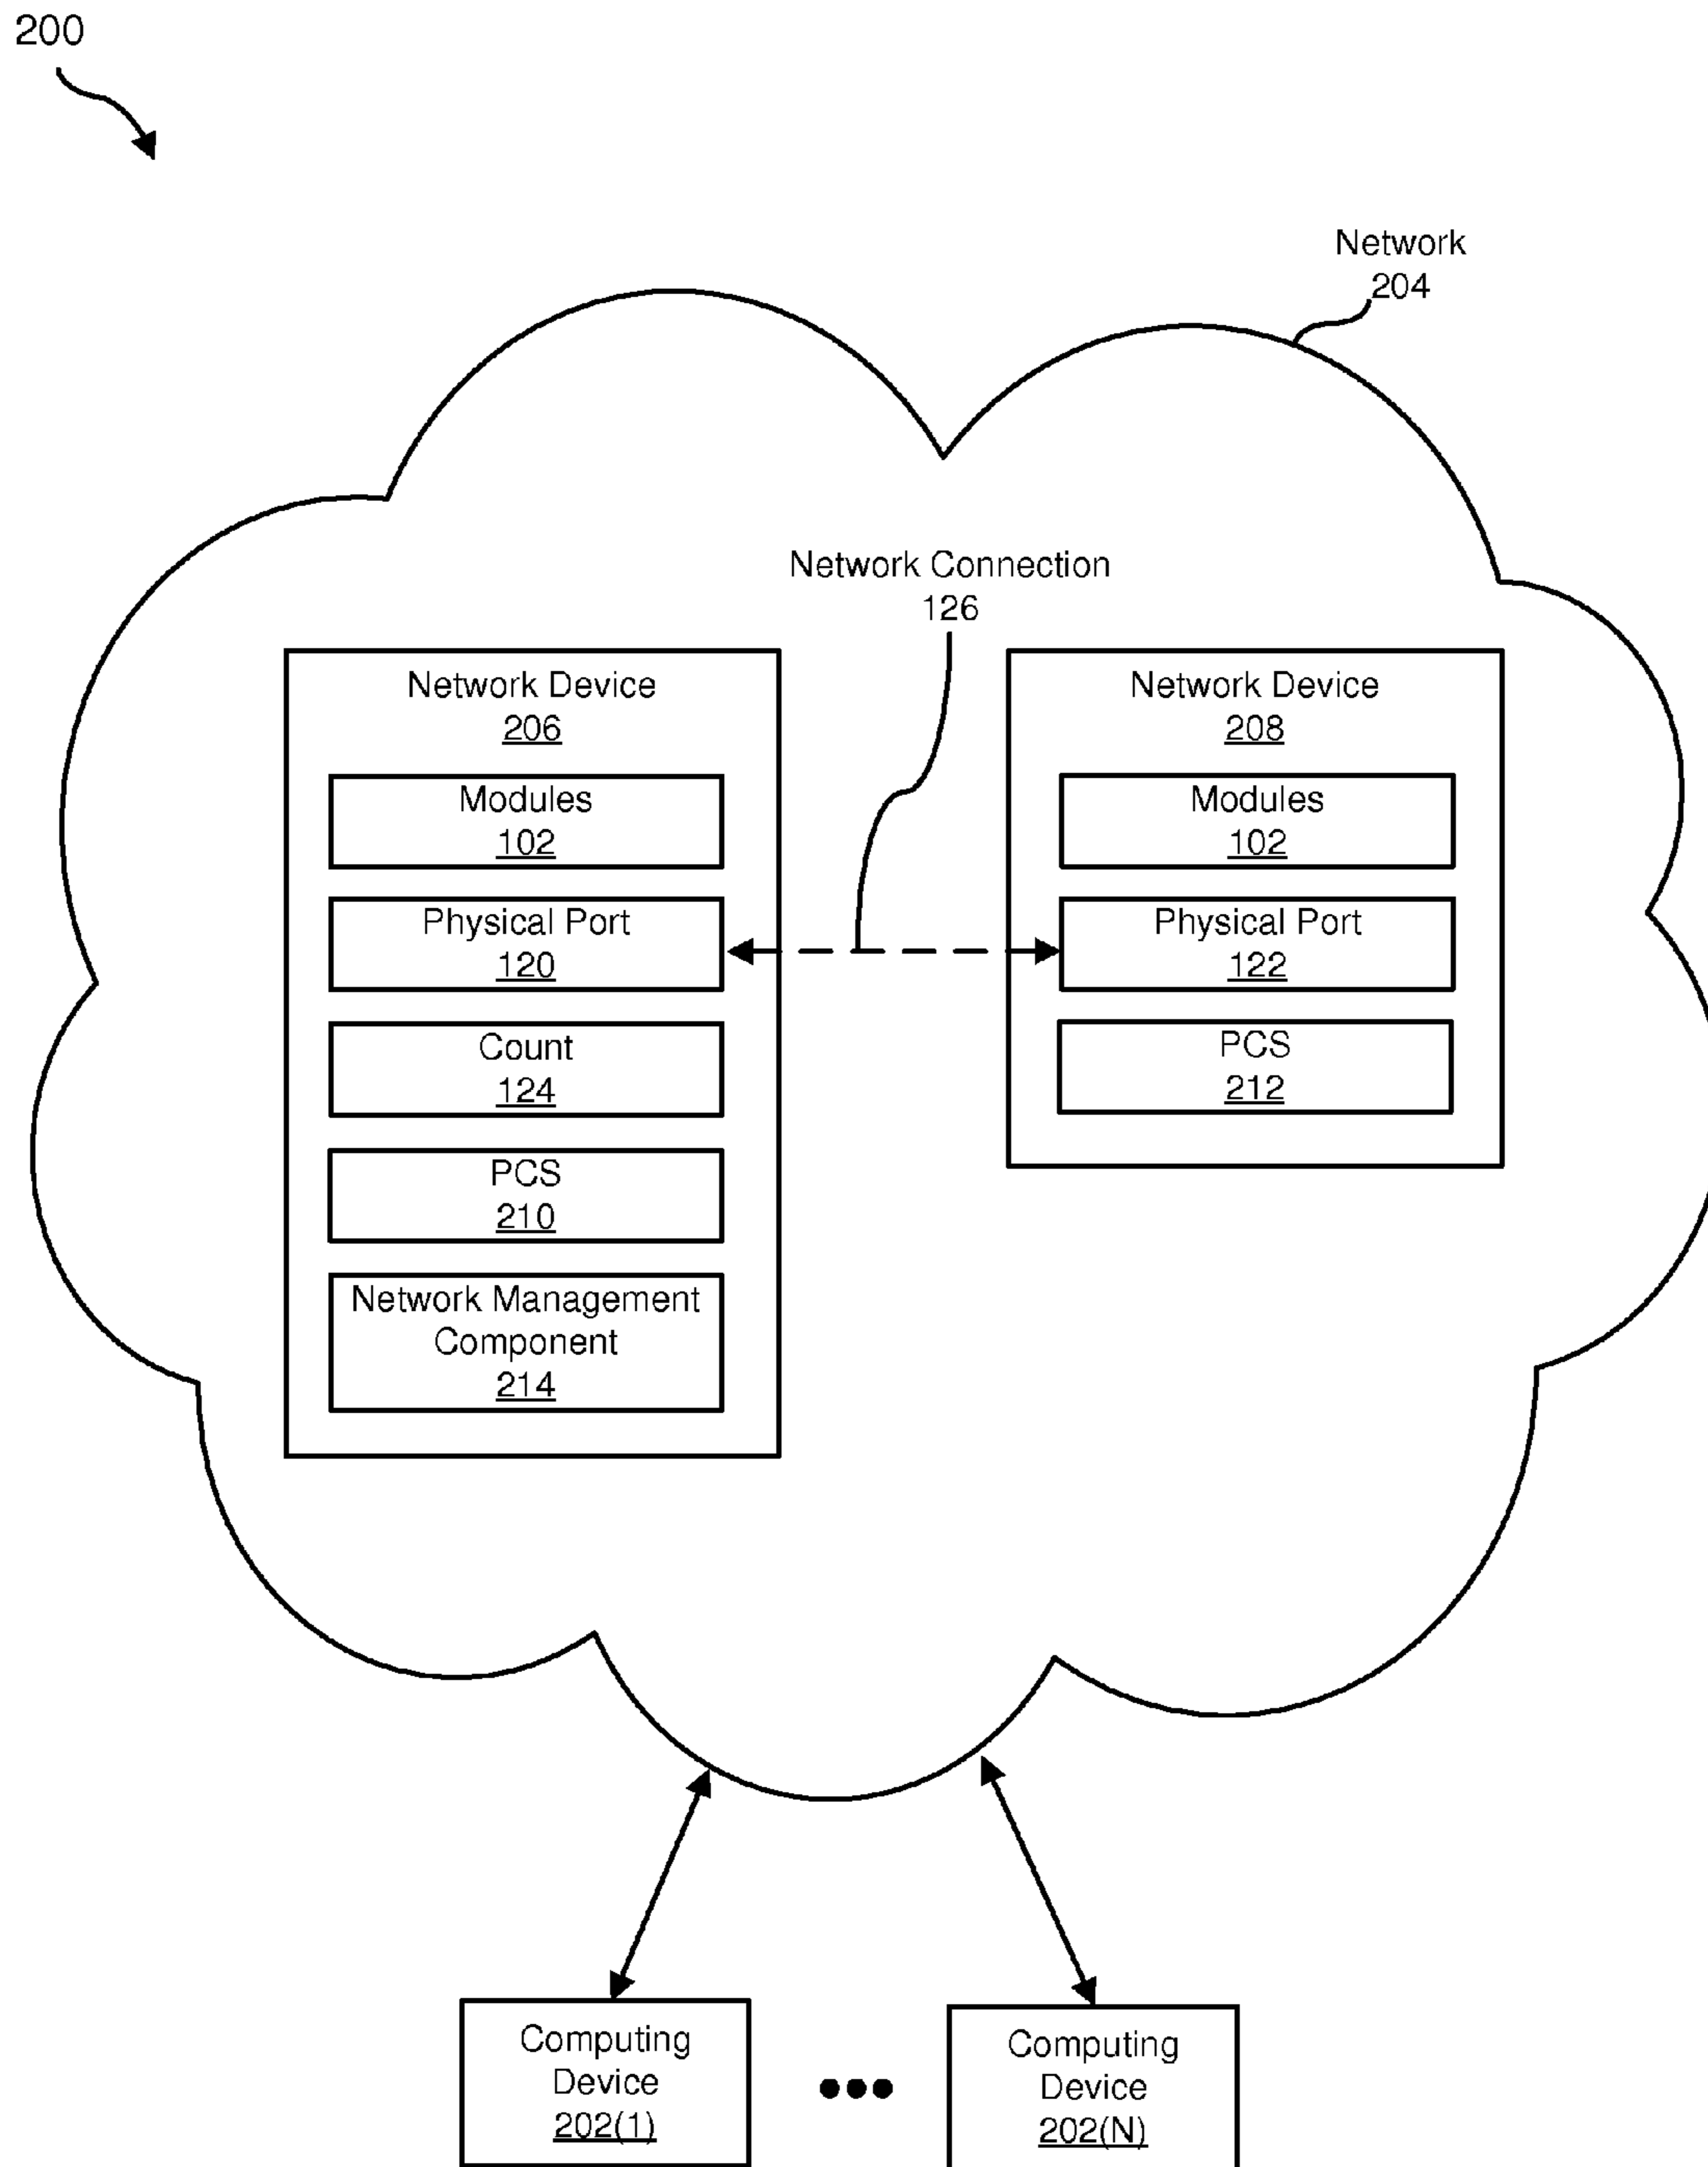 200
Network
204
Network Connection
126
Network Device
206
Modules
102
Physical Port
120
Count
124
PCS
210
Network Management
Component
214
Network Device
208
Modules
102
Physical Port
122
PCS
212
Computing
Device
202(1)
Computing
Device
202(N)